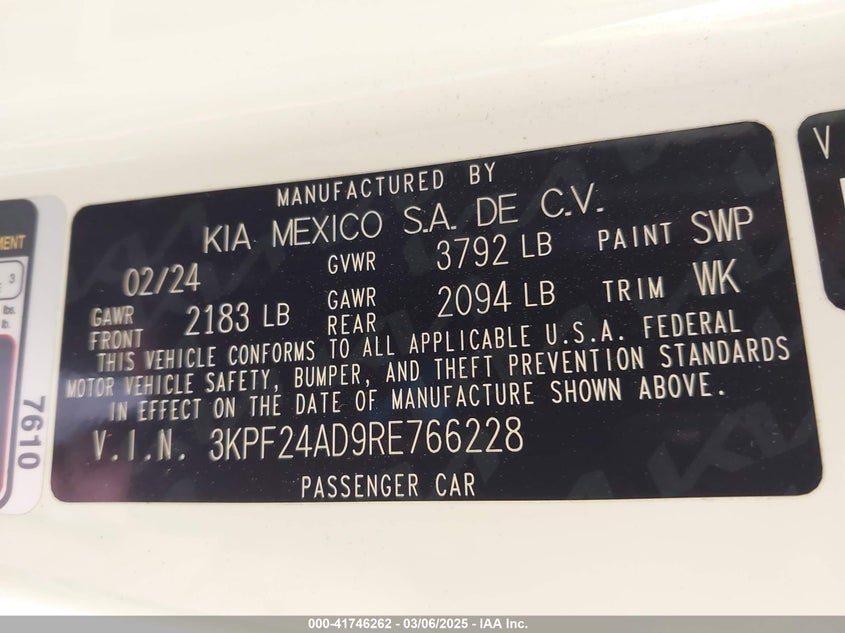 MANUFACTURED BY
KIA MEXICO S.A. DE C.V.
02/24 GVWR 3792 LB PAINT SWP
GAWR FRONT 2183 LB GAWR REAR 2094 LB TRIM WK
THIS VEHICLE CONFORMS TO ALL APPLICABLE U.S.A. FEDERAL
MOTOR VEHICLE SAFETY, BUMPER, AND THEFT PREVENTION STANDARDS
IN EFFECT ON THE DATE OF MANUFACTURE SHOWN ABOVE.
V.I.N. 3KPF24AD9RE766228
PASSENGER CAR
3
lbs.
lb.
7610
V
000-41746262 - 03/06/2025 - IAA Inc.